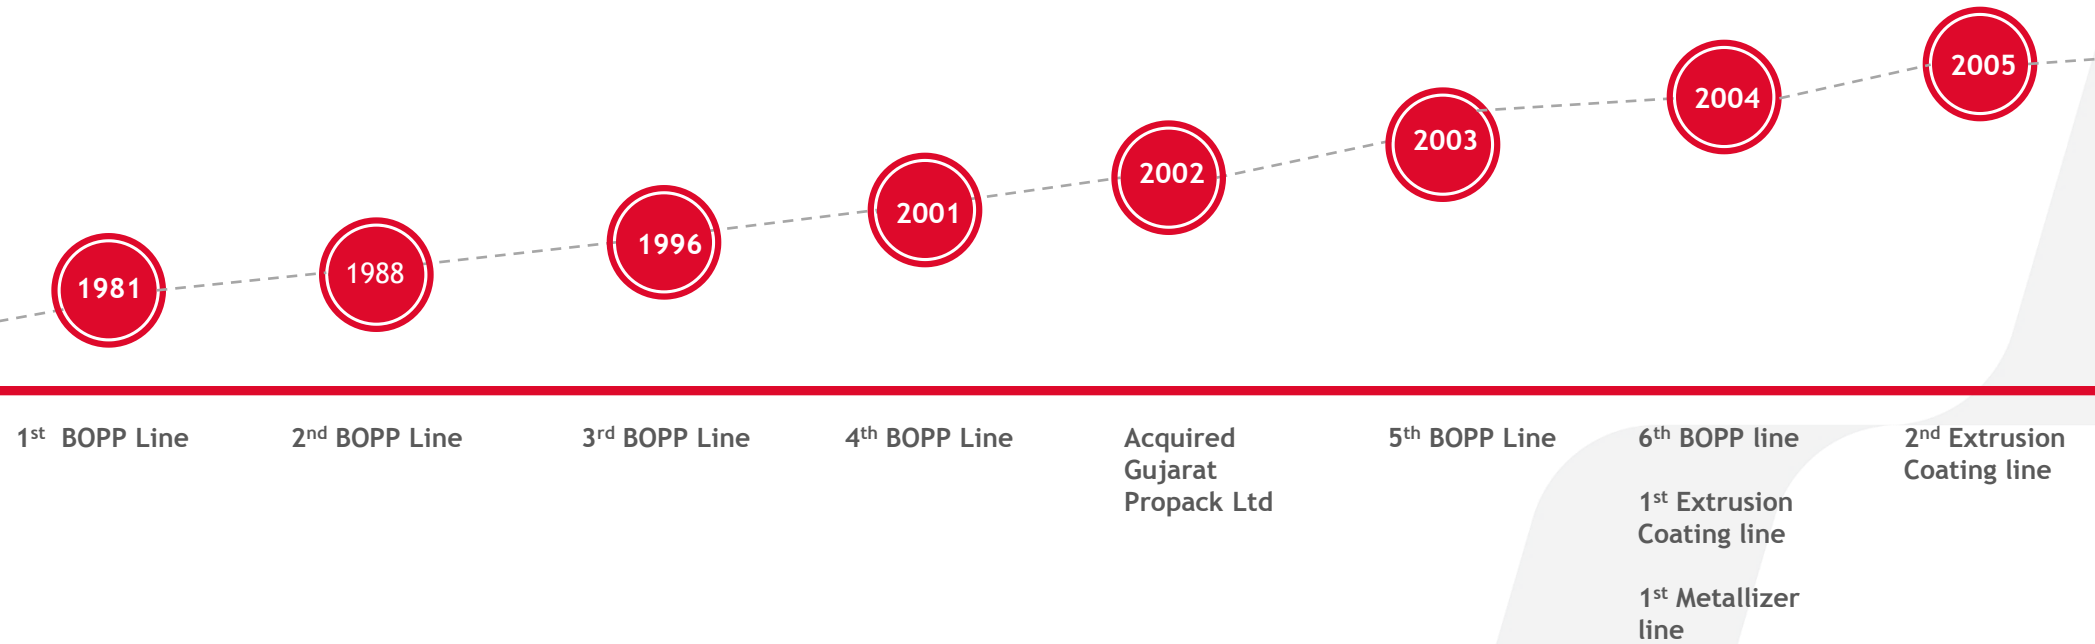 1981
1988
1996
2001
2002
2003
2004
2005
1st BOPP Line
2nd BOPP Line
3rd BOPP Line
4th BOPP Line
Acquired
Gujarat
Propack Ltd
5th BOPP Line
6th BOPP line
1st Extrusion
Coating line
1st Metallizer
line
2nd Extrusion
Coating line